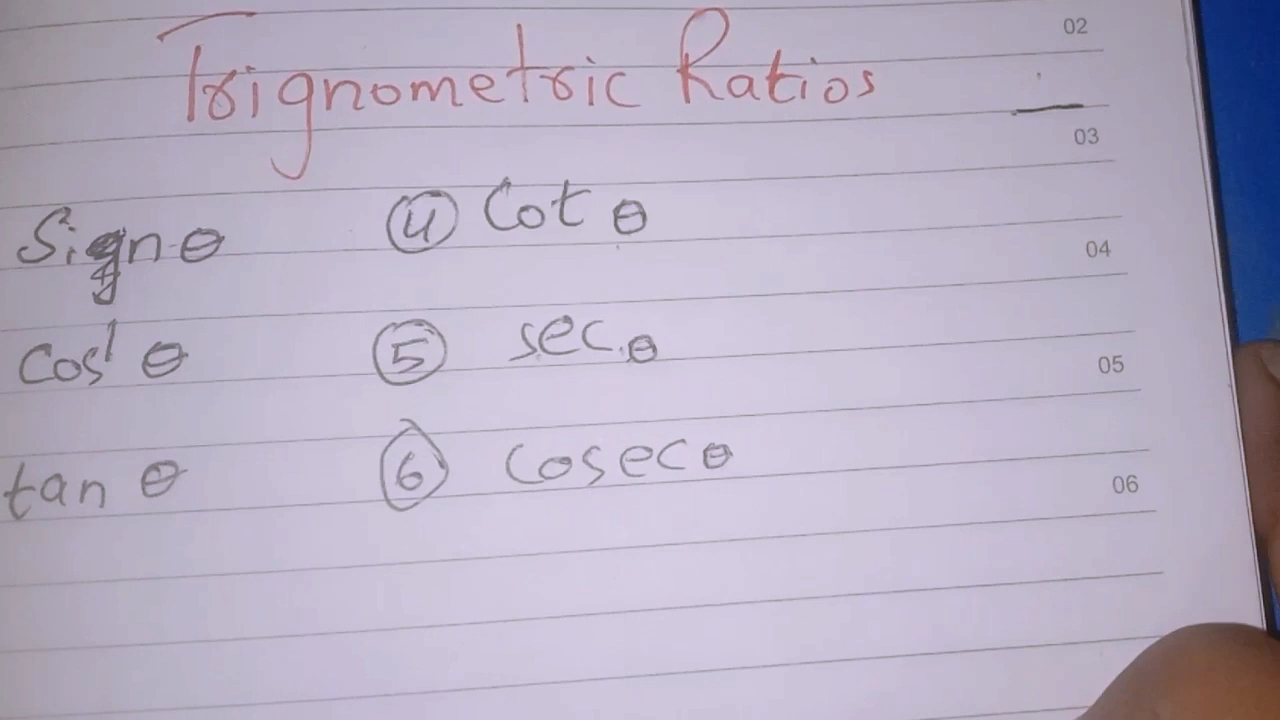 02
Trignometric Ratios
03
Sign θ ④ Cot θ
04
Cos θ ⑤ sec θ
05
tan θ ⑥ cosec θ
06